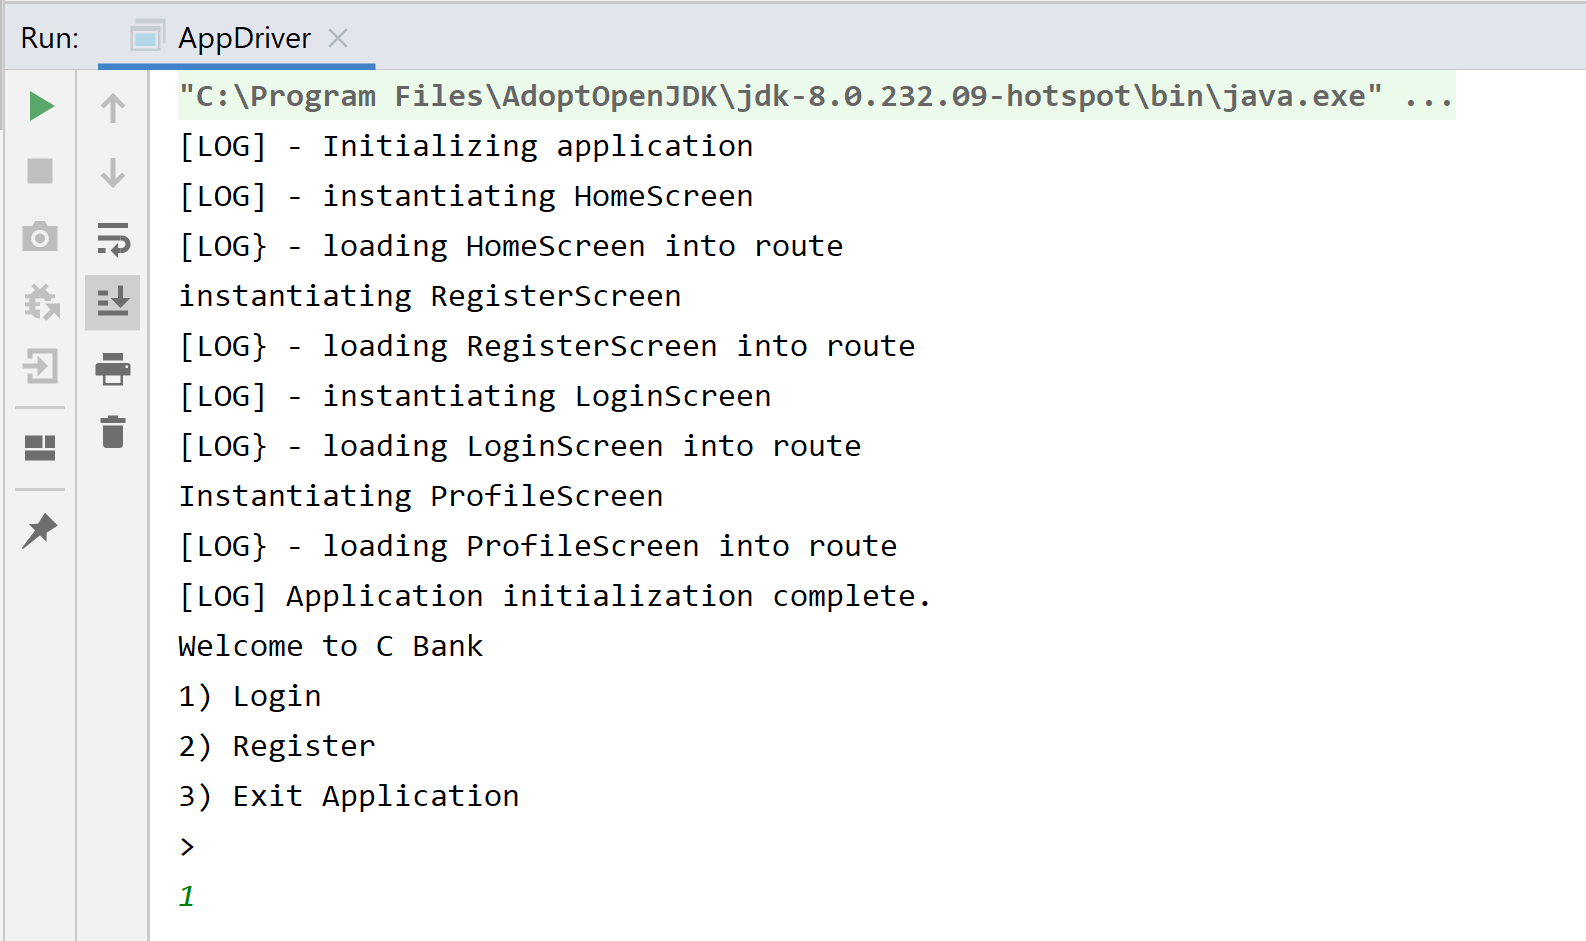 Run: AppDriver
"C:\Program Files\AdoptOpenJDK\jdk-8.0.232.09-hotspot\bin\java.exe" ...
[LOG] - Initializing application
[LOG] - instantiating HomeScreen
[LOG} - loading HomeScreen into route
instantiating RegisterScreen
[LOG} - loading RegisterScreen into route
[LOG] - instantiating LoginScreen
[LOG} - loading LoginScreen into route
Instantiating ProfileScreen
[LOG} - loading ProfileScreen into route
[LOG] Application initialization complete.
Welcome to C Bank
1) Login
2) Register
3) Exit Application
>
1